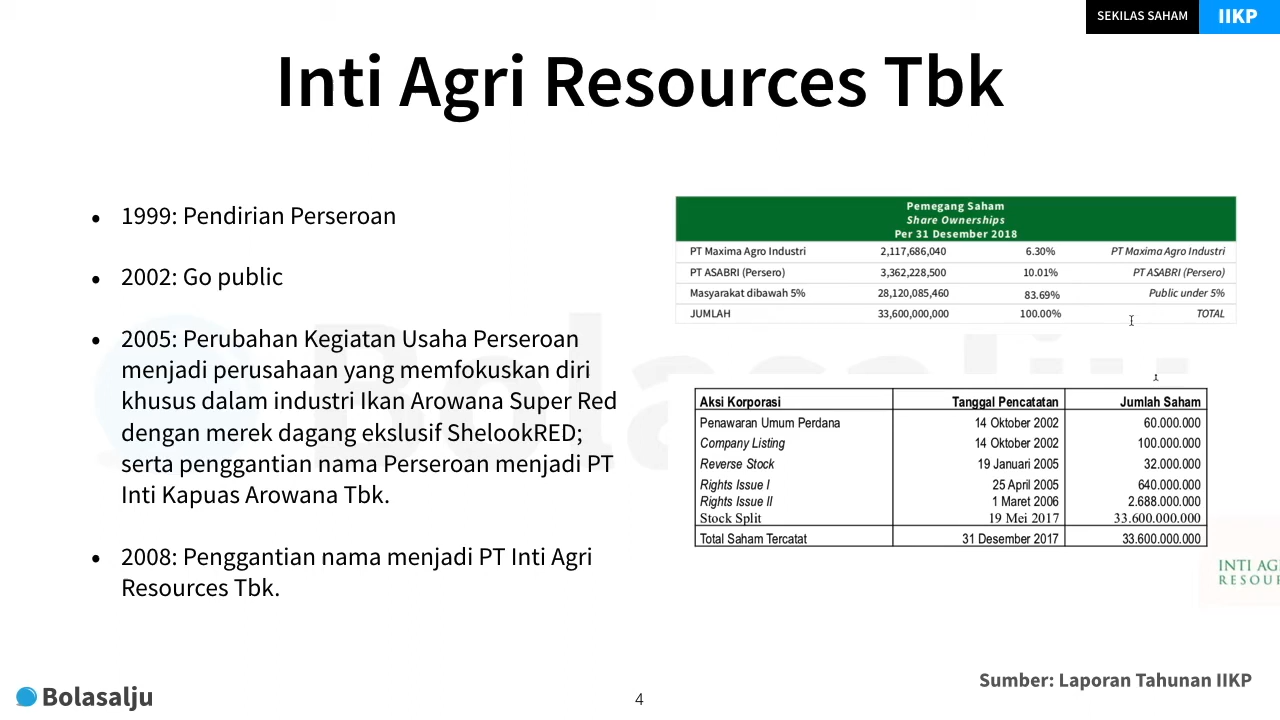 SEKILAS SAHAM IIKP
Inti Agri Resources Tbk
• 1999: Pendirian Perseroan
• 2002: Go public
• 2005: Perubahan Kegiatan Usaha Perseroan
menjadi perusahaan yang memfokuskan diri
khusus dalam industri Ikan Arowana Super Red
dengan merek dagang ekslusif ShelookRED;
serta penggantian nama Perseroan menjadi PT
Inti Kapuas Arowana Tbk.
• 2008: Penggantian nama menjadi PT Inti Agri
Resources Tbk.
Pemegang Saham
Share Ownerships
Per 31 Desember 2018
PT Maxima Agro Industri 2,117,686,040 6.30% PT Maxima Agro Industri
PT ASABRI (Persero) 3,362,228,500 10.01% PT ASABRI (Persero)
Masyarakat dibawah 5% 28,120,085,460 83.69% Public under 5%
JUMLAH 33,600,000,000 100.00% TOTAL
Aksi Korporasi Tanggal Pencatatan Jumlah Saham
Penawaran Umum Perdana 14 Oktober 2002 60.000.000
Company Listing 14 Oktober 2002 100.000.000
Reverse Stock 19 Januari 2005 32.000.000
Rights Issue I 25 April 2005 640.000.000
Rights Issue II 1 Maret 2006 2.688.000.000
Stock Split 19 Mei 2017 33.600.000.000
Total Saham Tercatat 31 Desember 2017 33.600.000.000
INTI AG
RESOUR
Bolasalju
Sumber: Laporan Tahunan IIKP
Bolasalju
4